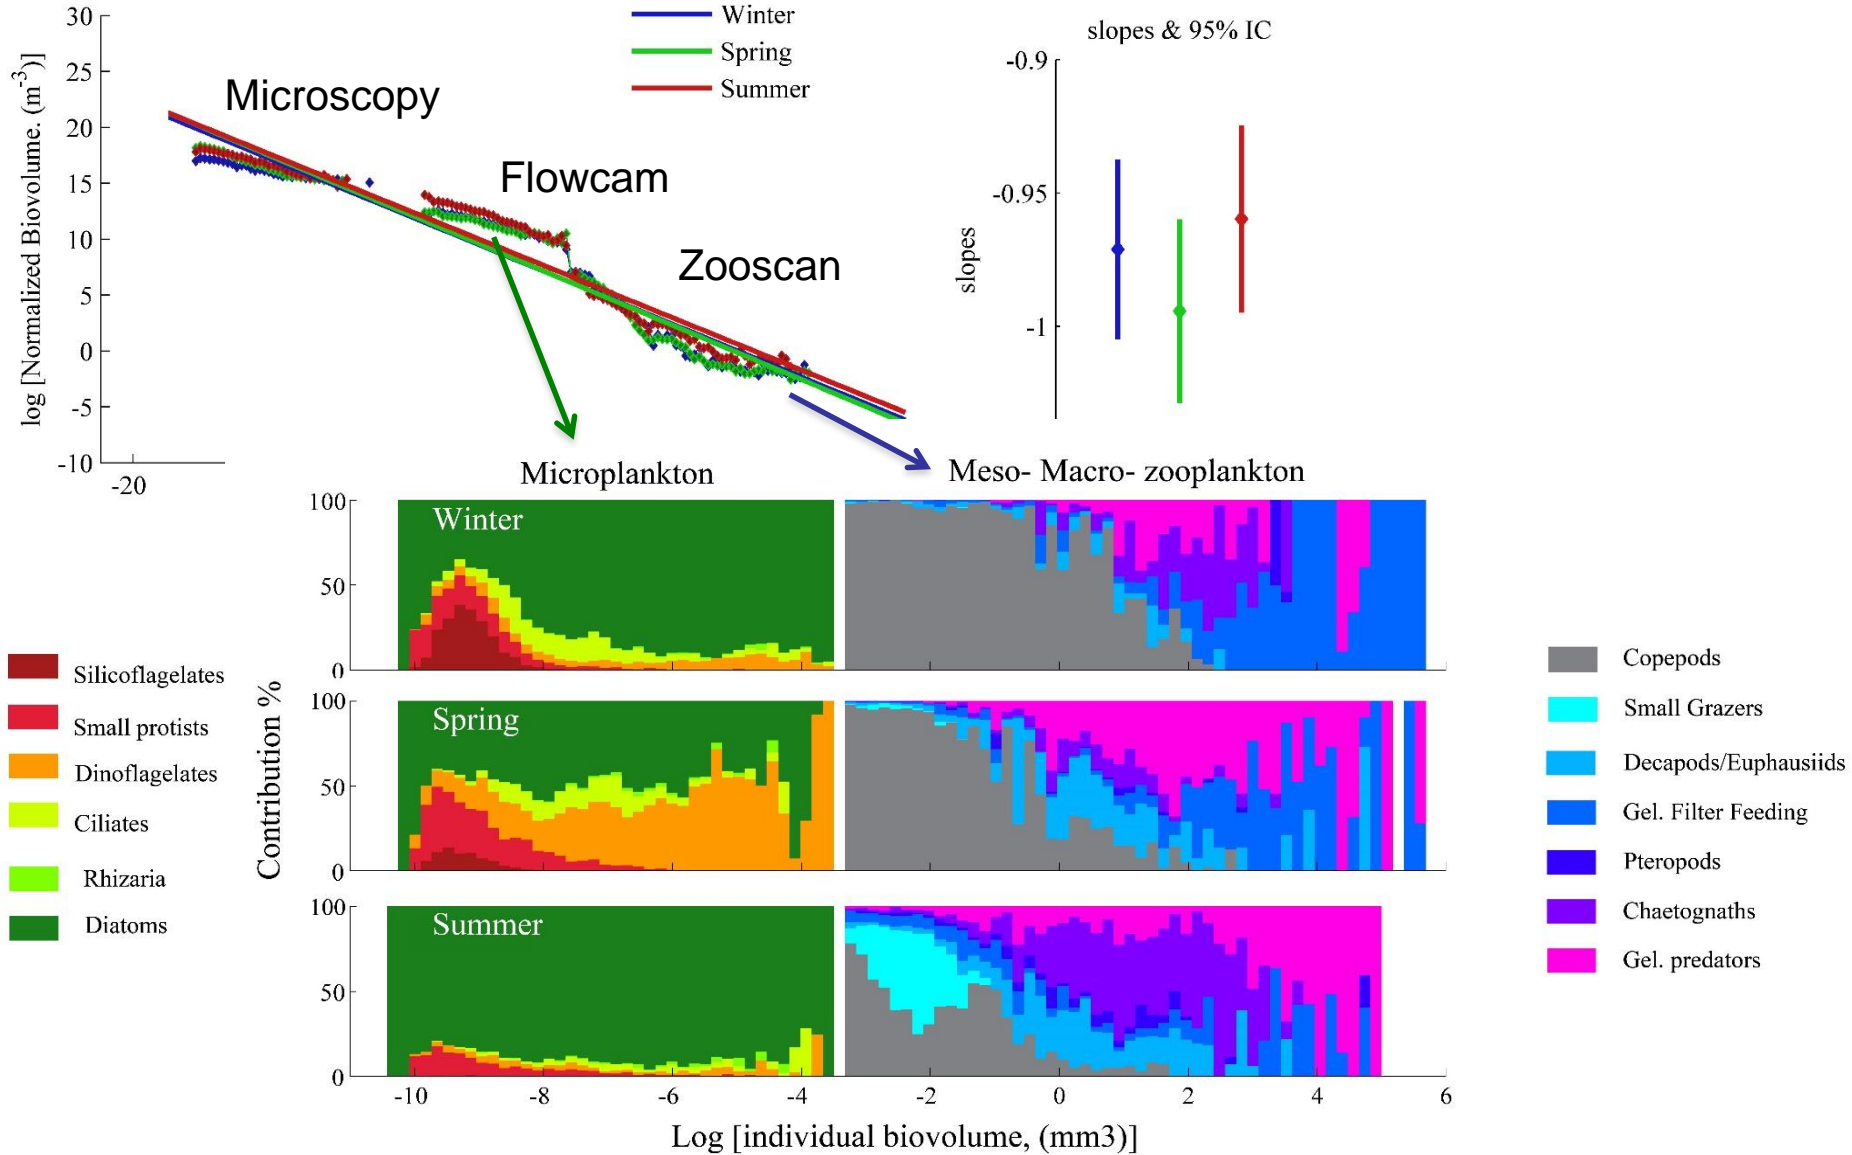 30
25
20
15
10
5
0
-5
-10
-20
log [Normalized Biovolume. (m-3)]
Winter
Spring
Summer
Microscopy
Flowcam
Zooscan
slopes & 95% IC
-0.9
-0.95
-1
slopes
Microplankton
Meso- Macro- zooplankton
100
50
0
Winter
100
50
0
Spring
100
50
0
Summer
Contribution %
-10 -8 -6 -4 -2 0 2 4 6
Log [individual biovolume, (mm3)]
Silicoflagelates
Small protists
Dinoflagelates
Ciliates
Rhizaria
Diatoms
Copepods
Small Grazers
Decapods/Euphausiids
Gel. Filter Feeding
Pteropods
Chaetognaths
Gel. predators